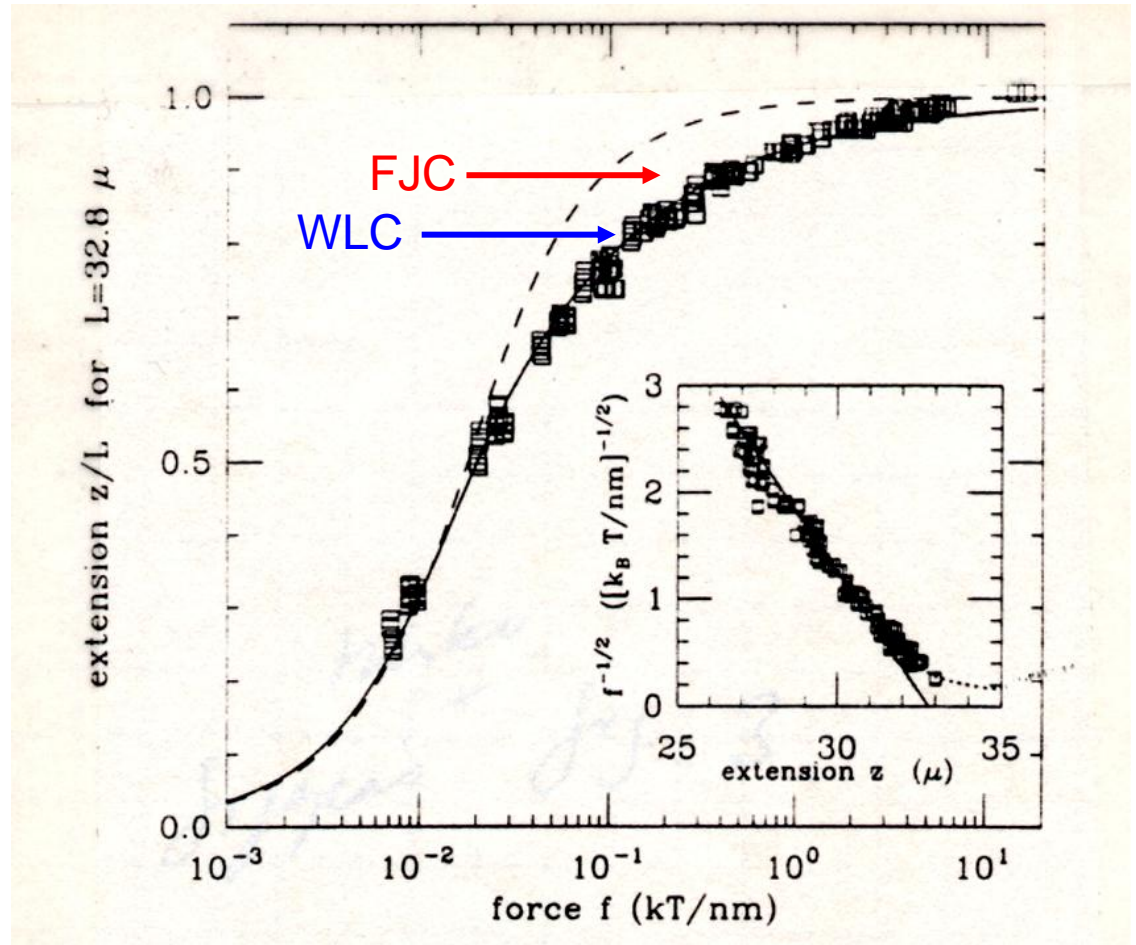 extension z/L for L=32.8 μ
1.0
0.5
0.0
FJC
WLC
10⁻³ 10⁻² 10⁻¹ 10⁰ 10¹
force f (kT/nm)
f⁻¹/² ([k_B T/nm]⁻¹/²)
3
2
1
0
25 30 35
extension z (μ)